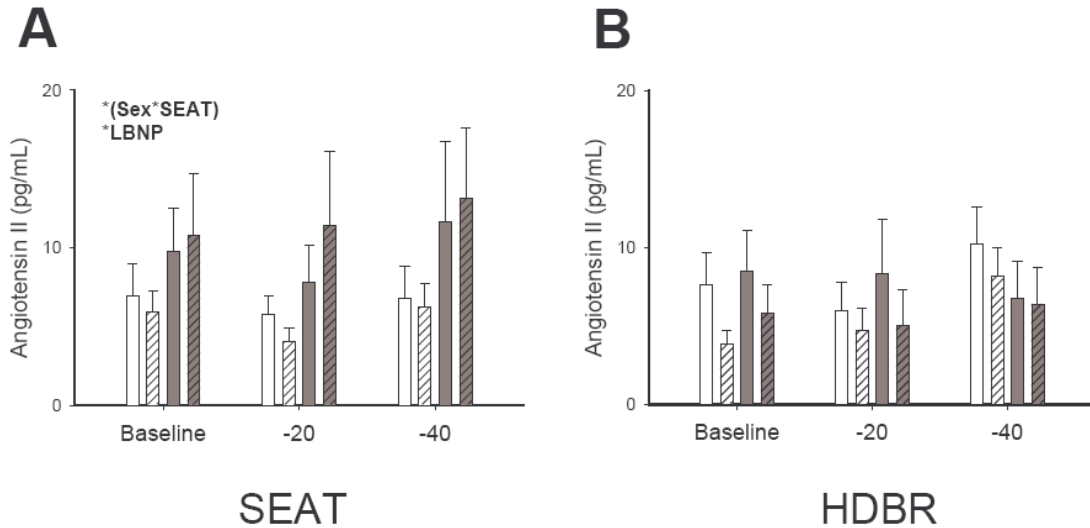 A
Angiotensin II (pg/mL)
20
10
0
*(Sex*SEAT)
*LBNP
Baseline
-20
-40
SEAT
B
Angiotensin II (pg/mL)
20
10
0
Baseline
-20
-40
HDBR